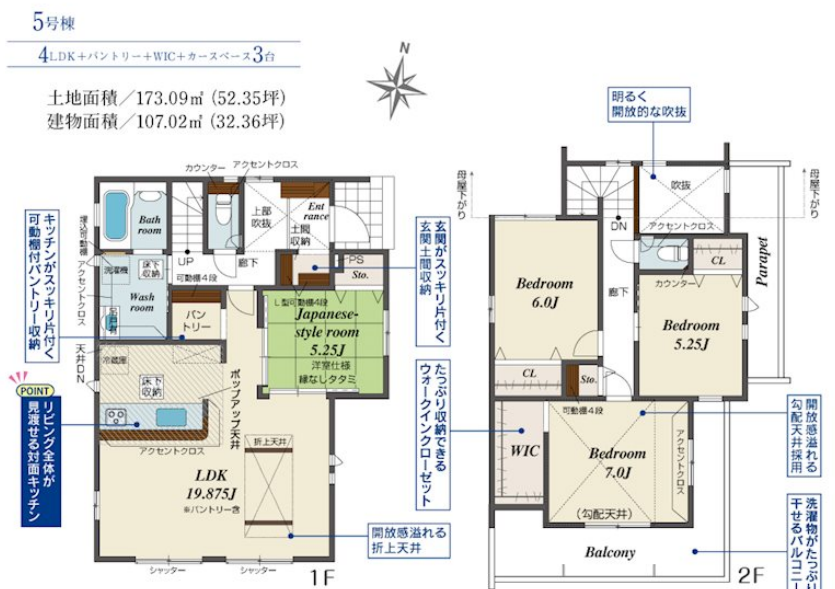 5号棟
4LDK+パントリー+WIC+カースペース3台
土地面積／173.09㎡ (52.35坪)
建物面積／107.02㎡ (32.36坪)
N
明るく
開放的な吹抜
カウンター
アクセントクロス
母屋下がり
吹抜
母屋下がり
Bath
room
上部
吹抜
Ent
rance
土間
収納
UP
廊下
可動棚4段
PS
Sto.
キッチンがスッキリ片付く
可動棚付パントリー収納
埋込可動棚
アクセントクロス
洗濯機
床下
収納
Wash
room
吊戸棚
パン
トリー
玄関がスッキリ片付く
玄関土間収納
L型可動棚4段
Japanese-
style room
5.25J
洋室仕様
縁なしタタミ
天井DN
冷蔵庫
床下
収納
ポップアップ天井
POINT
リビング全体が
見渡せる対面キッチン
アクセントクロス
折上天井
LDK
19.875J
※パントリー含
開放感溢れる
折上天井
シャッター
シャッター
1F
DN
アクセントクロス
CL
Parapet
カウンター
廊下
Bedroom
6.0J
Bedroom
5.25J
CL
Sto.
可動棚4段
たっぷり収納できる
ウォークインクローゼット
WIC
Bedroom
7.0J
(勾配天井)
アクセントクロス
開放感溢れる
勾配天井採用
洗濯物がたっぷり
干せるバルコニー
Balcony
2F